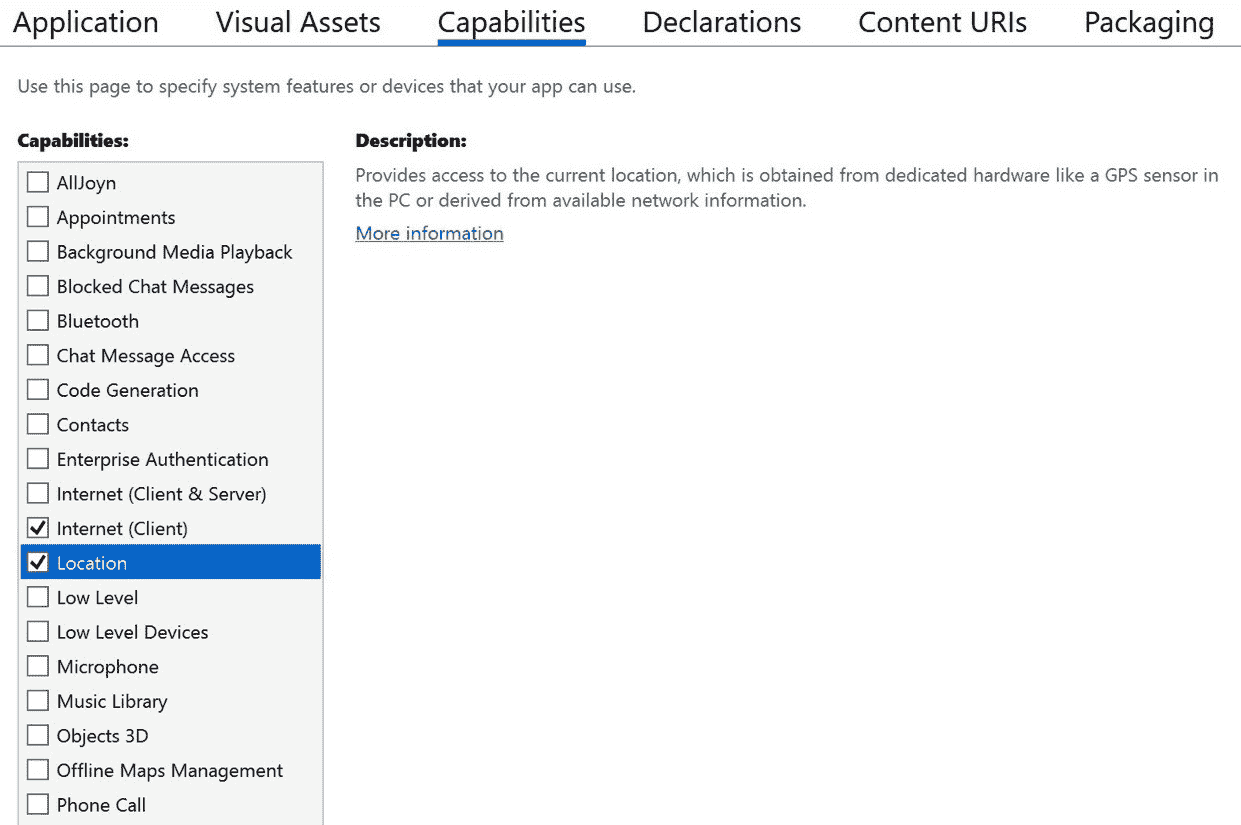 Application Visual Assets Capabilities Declarations Content URIs Packaging
Use this page to specify system features or devices that your app can use.
Capabilities:
AllJoyn
Appointments
Background Media Playback
Blocked Chat Messages
Bluetooth
Chat Message Access
Code Generation
Contacts
Enterprise Authentication
Internet (Client & Server)
Internet (Client)
Location
Low Level
Low Level Devices
Microphone
Music Library
Objects 3D
Offline Maps Management
Phone Call
Description:
Provides access to the current location, which is obtained from dedicated hardware like a GPS sensor in
the PC or derived from available network information.
More information